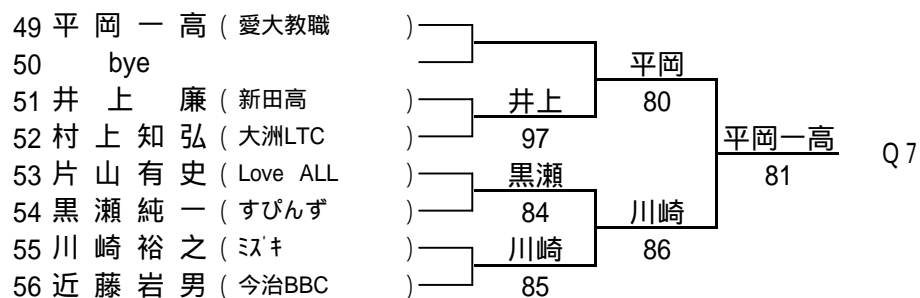 49 平 岡 一 高 ( 愛大教職 )
50 bye 平岡
51 井 上 廉 ( 新田高 ) 井上 80
52 村 上 知 弘 ( 大洲LTC ) 97 平岡一高 Q7
53 片 山 有 史 ( Love ALL ) 黒瀬 81
54 黒 瀬 純 一 ( すぴんず ) 84 川崎
55 川 崎 裕 之 ( ﾐｽﾞｷ ) 川崎 86
56 近 藤 岩 男 ( 今治BBC ) 85